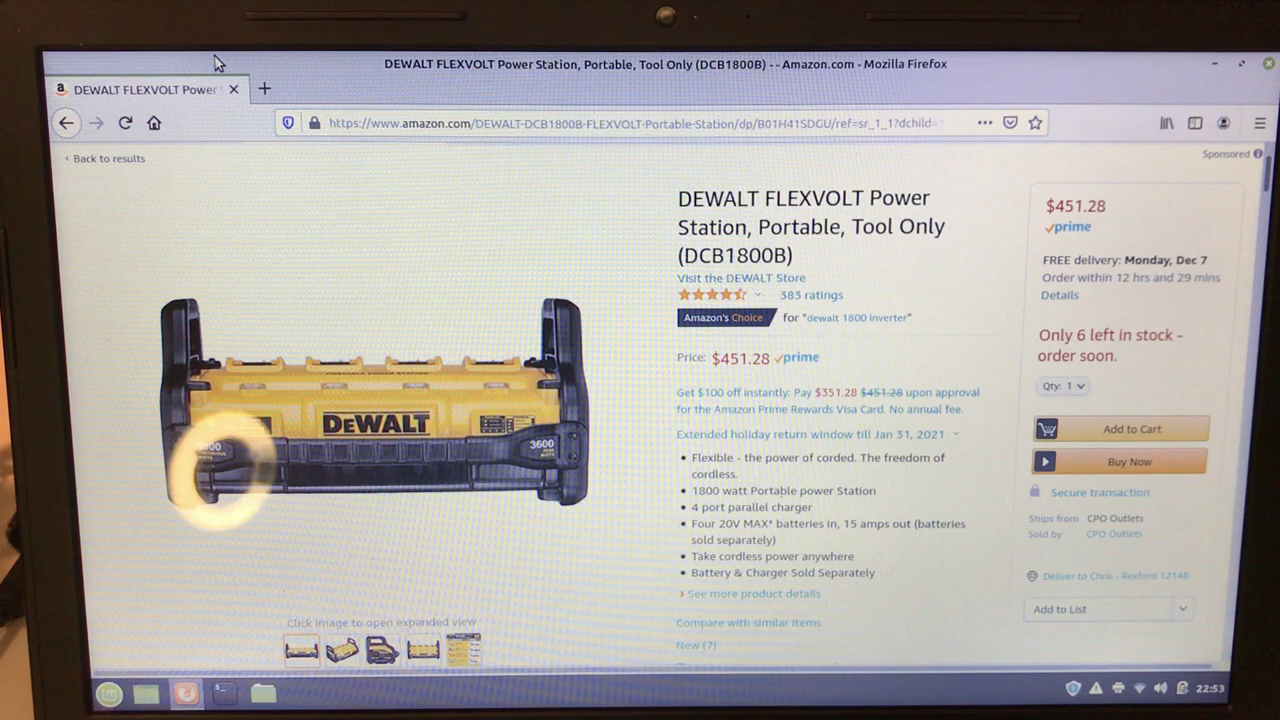 DEWALT FLEXVOLT Power Station, Portable, Tool Only (DCB1800B) - - Amazon.com - Mozilla Firefox
a DEWALT FLEXVOLT Power
https://www.amazon.com/DEWALT-DCB1800B-FLEXVOLT-Portable-Station/dp/B01H41SDGU/ref=sr_1_1?dchild=
‹ Back to results
Sponsored
DEWALT FLEXVOLT Power
Station, Portable, Tool Only
(DCB1800B)
Visit the DEWALT Store
383 ratings
Amazon's Choice for "dewalt 1800 inverter"
Price: $451.28 prime
Get $100 off instantly: Pay $351.28 $451.28 upon approval
for the Amazon Prime Rewards Visa Card. No annual fee.
Extended holiday return window till Jan 31, 2021
• Flexible - the power of corded. The freedom of
cordless.
• 1800 watt Portable power Station
• 4 port parallel charger
• Four 20V MAX* batteries in, 15 amps out (batteries
sold separately)
• Take cordless power anywhere
• Battery & Charger Sold Separately
› See more product details
Compare with similar items
New (7)
$451.28
prime
FREE delivery: Monday, Dec 7
Order within 12 hrs and 29 mins
Details
Only 6 left in stock -
order soon.
Qty: 1
Add to Cart
Buy Now
Secure transaction
Ships from CPO Outlets
Sold by CPO Outlets
Deliver to Chris - Rexford 12148
Add to List
DEWALT
3600
Click image to open expanded view
22:53